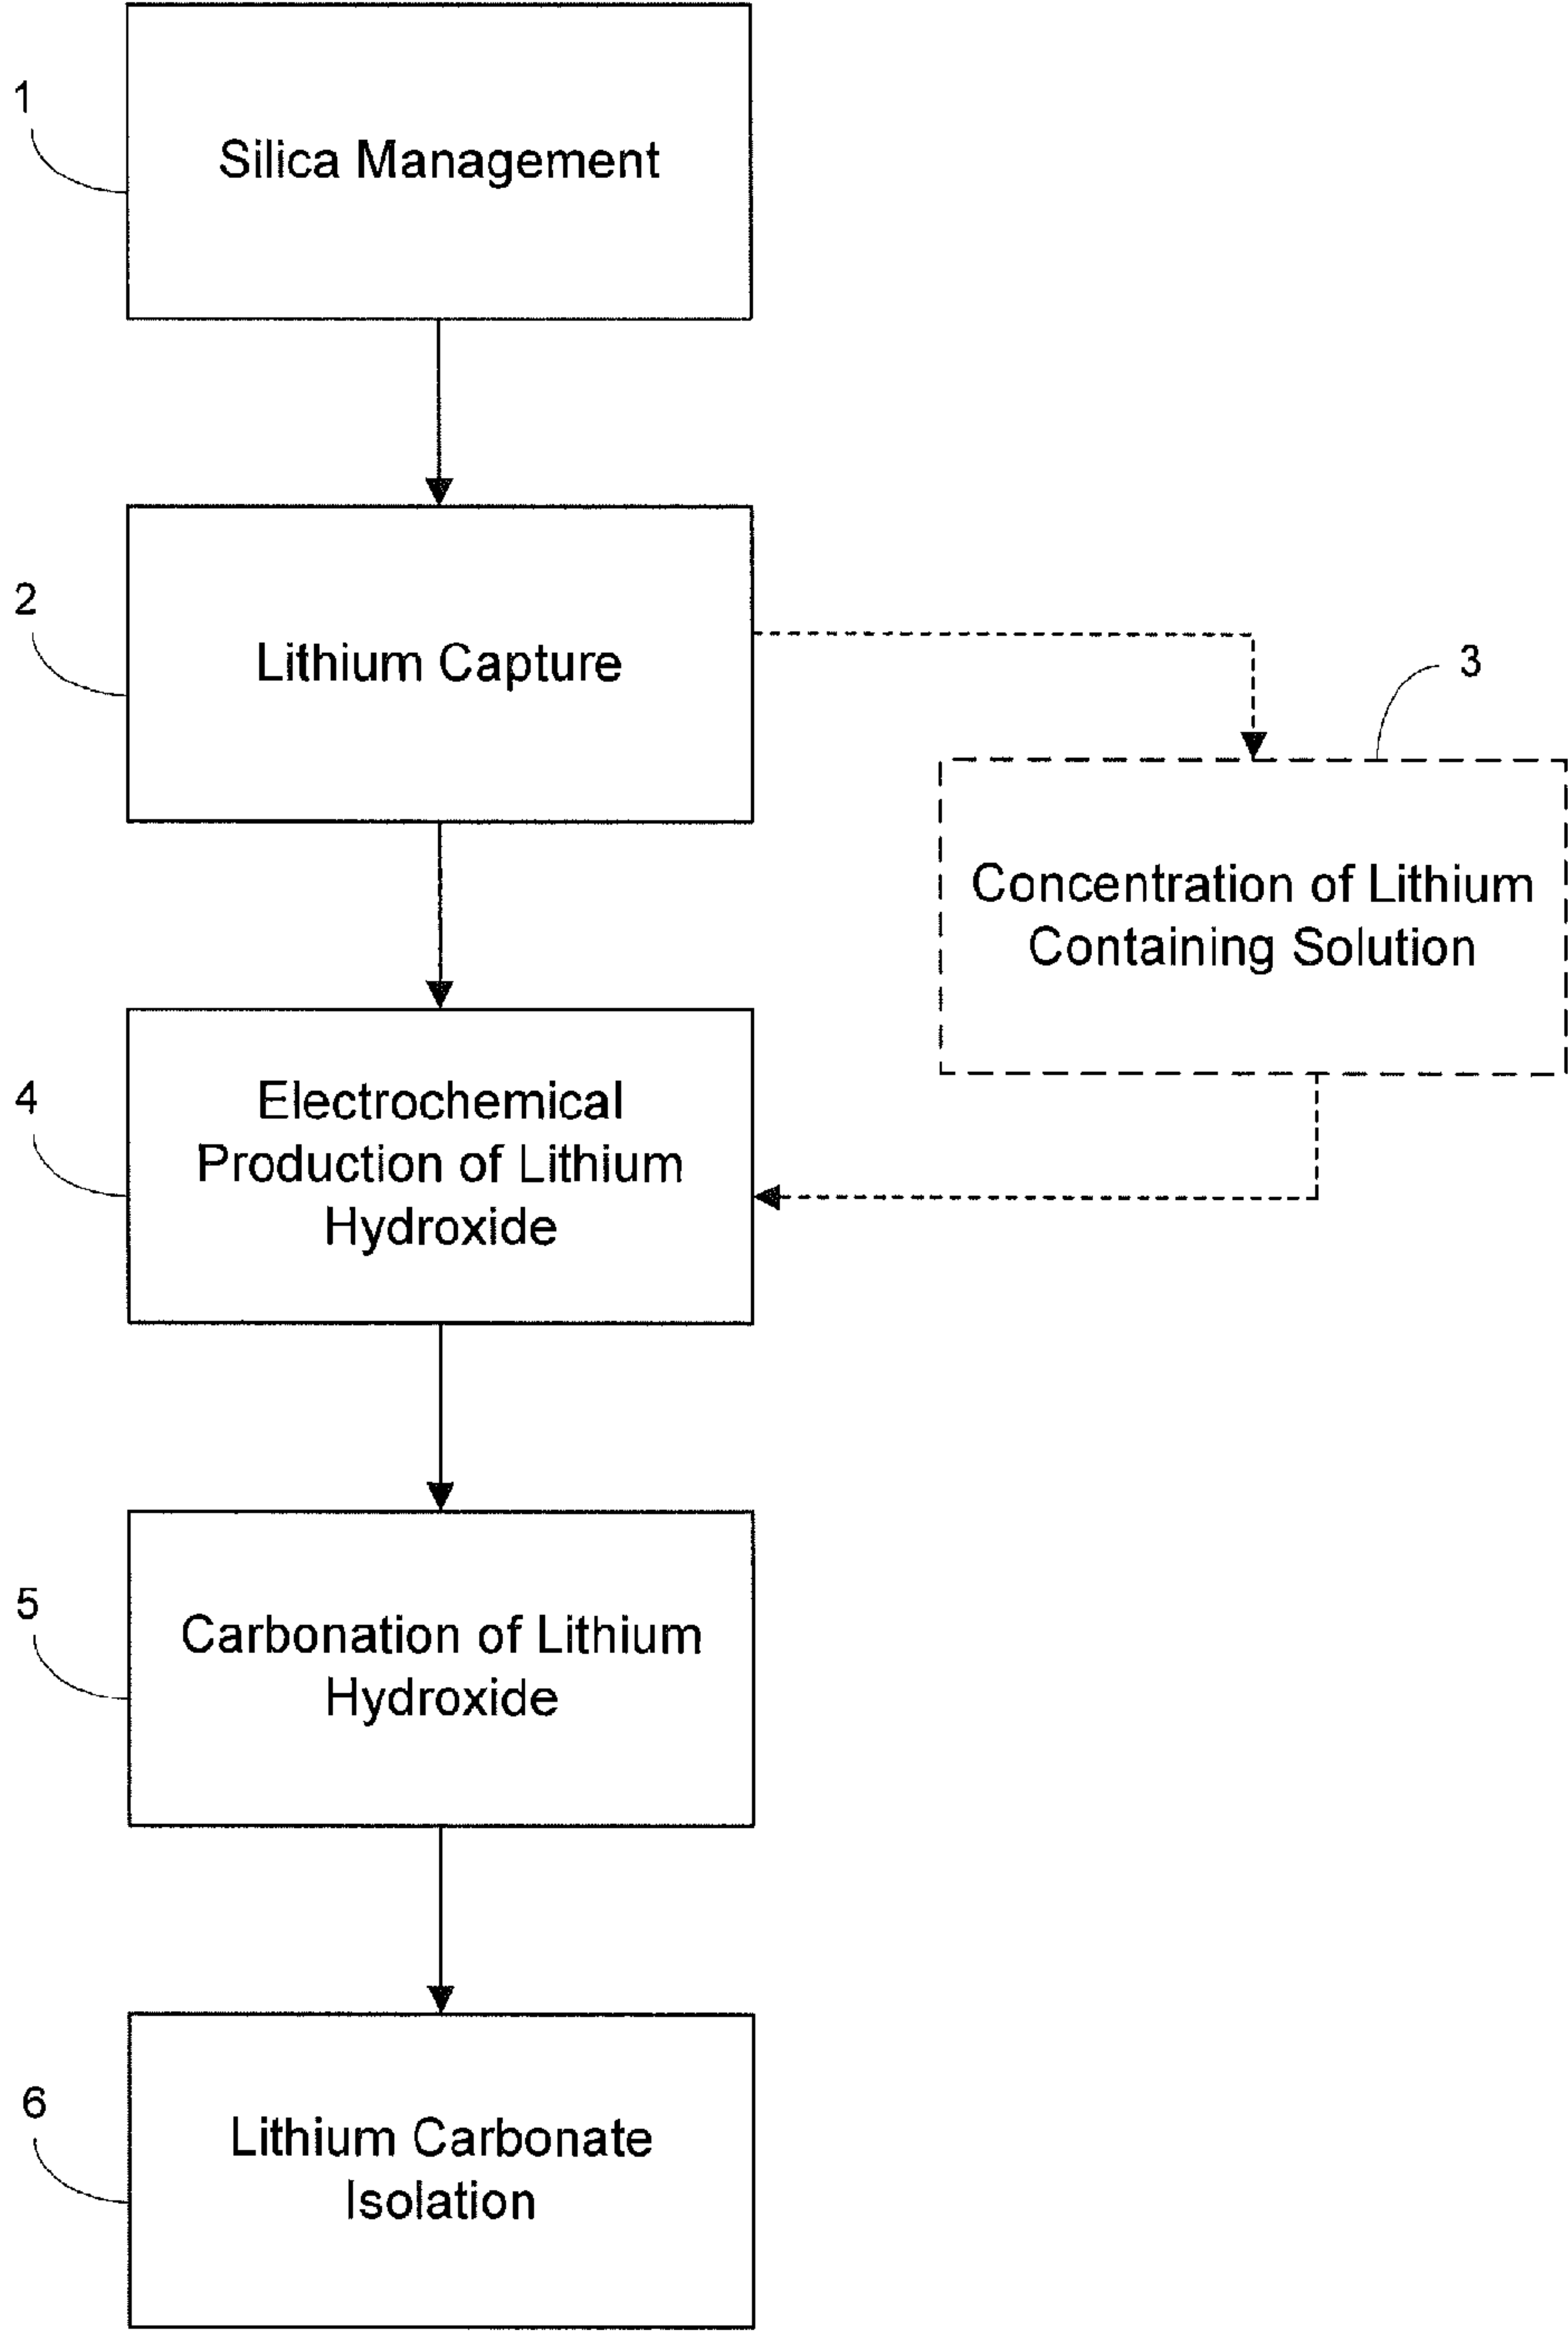 1
Silica Management
2
Lithium Capture
3
Concentration of Lithium
Containing Solution
4
Electrochemical
Production of Lithium
Hydroxide
5
Carbonation of Lithium
Hydroxide
6
Lithium Carbonate
Isolation